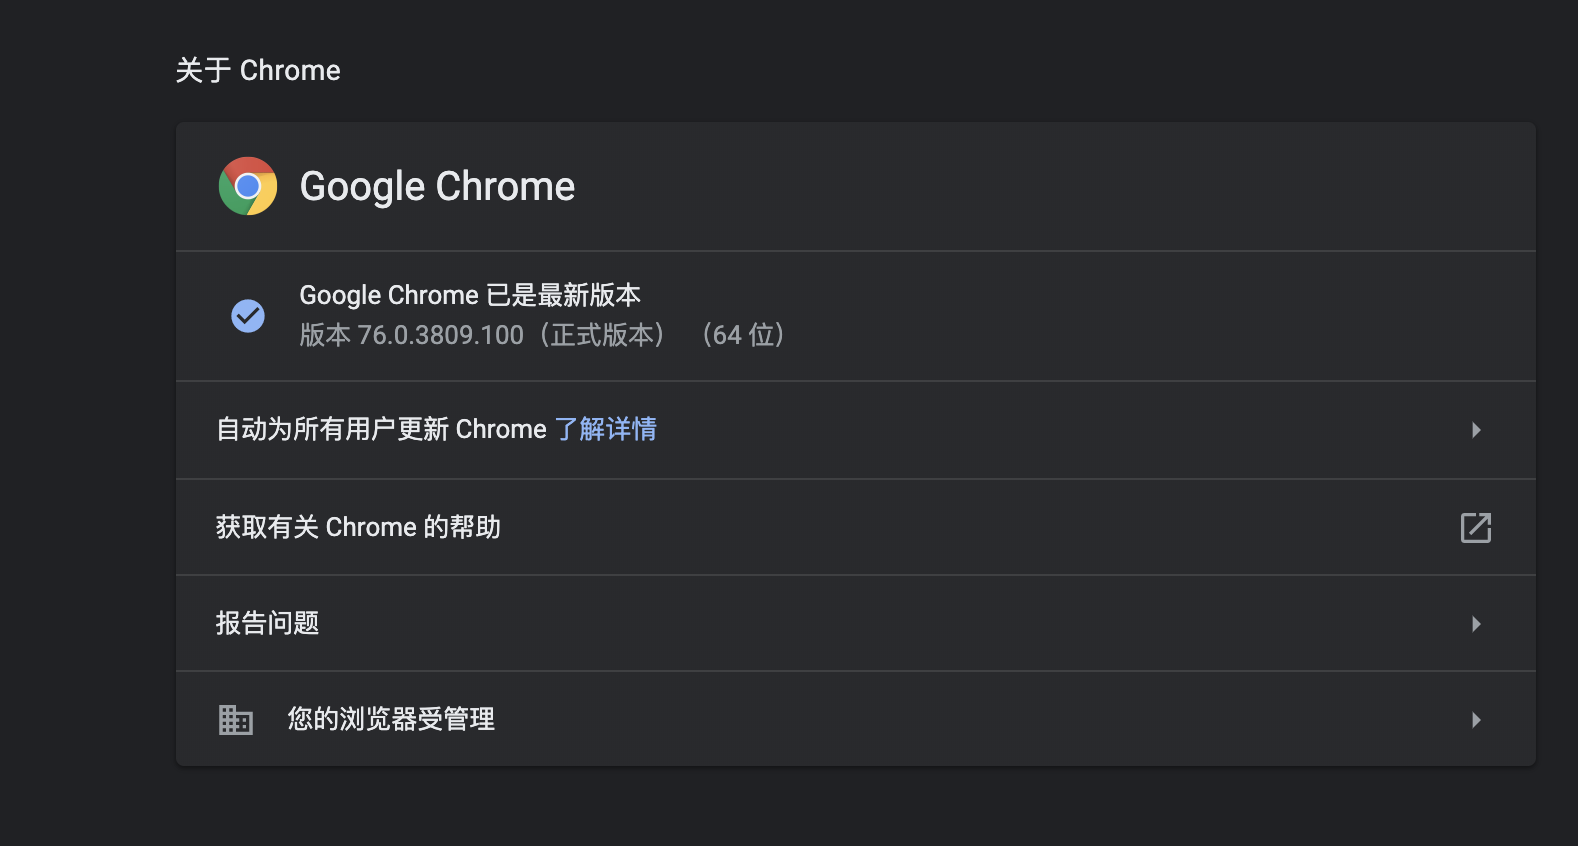 关于 Chrome
Google Chrome
Google Chrome 已是最新版本
版本 76.0.3809.100（正式版本） （64 位）
自动为所有用户更新 Chrome 了解详情
获取有关 Chrome 的帮助
报告问题
您的浏览器受管理